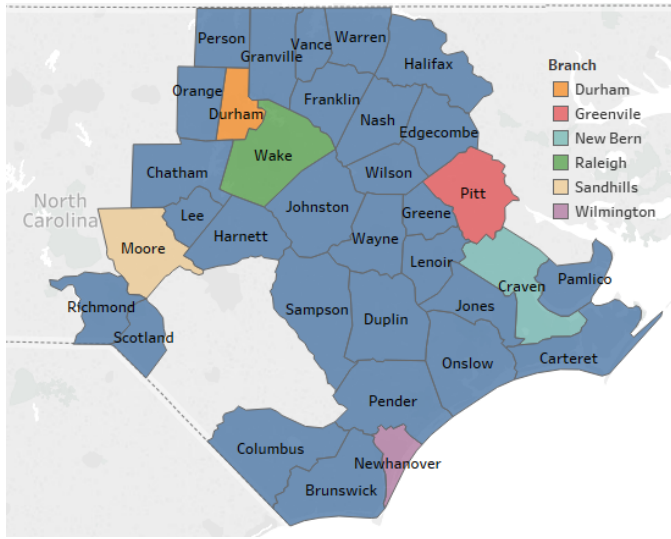 Person
Granville
Vance
Warren
Halifax
Orange
Durham
Franklin
Nash
Edgecombe
Wake
Chatham
Wilson
Pitt
North
Carolina
Lee
Johnston
Greene
Moore
Harnett
Wayne
Lenoir
Craven
Pamlico
Richmond
Scotland
Sampson
Duplin
Jones
Onslow
Carteret
Pender
Columbus
Newhanover
Brunswick
Branch
Durham
Greenvile
New Bern
Raleigh
Sandhills
Wilmington